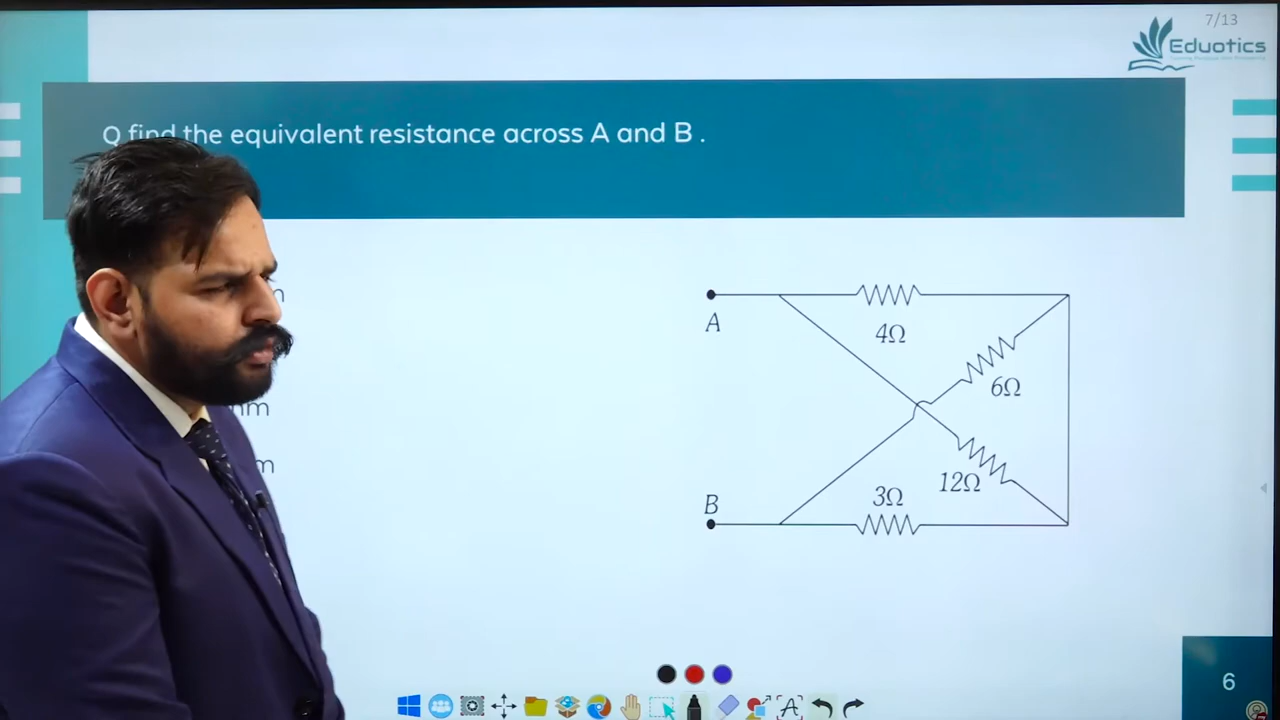 7/13
Eduotics
Q find the equivalent resistance across A and B .
A
4Ω
6Ω
12Ω
3Ω
B
6